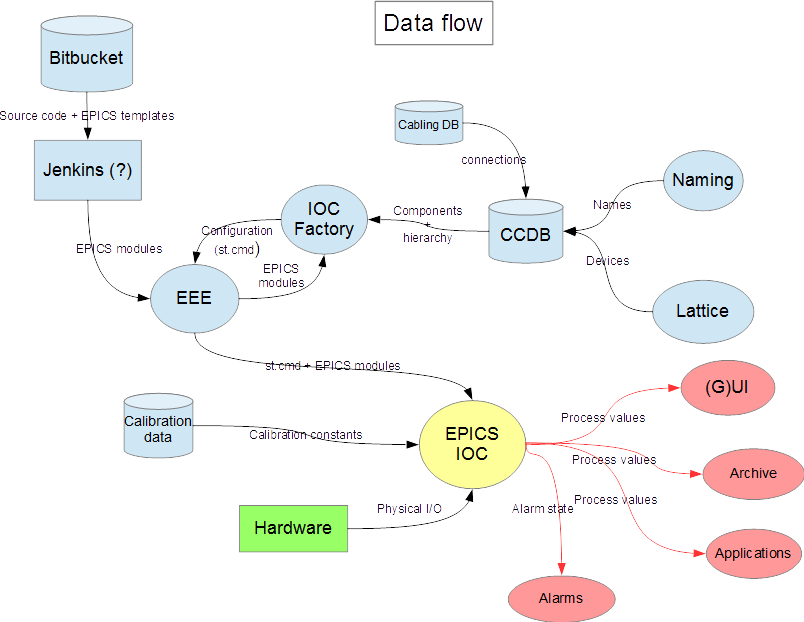 Data flow
Bitbucket
Source code + EPICS templates
Jenkins (?)
Cabling DB
connections
Naming
Names
IOC
Factory
Components
+
hierarchy
CCDB
Configuration
(st.cmd)
EPICS modules
EPICS
modules
Devices
EEE
Lattice
st.cmd + EPICS modules
(G)UI
Calibration
data
Calibration constants
EPICS
IOC
Process values
Process values
Archive
Process values
Hardware
Physical I/O
Alarm state
Applications
Alarms